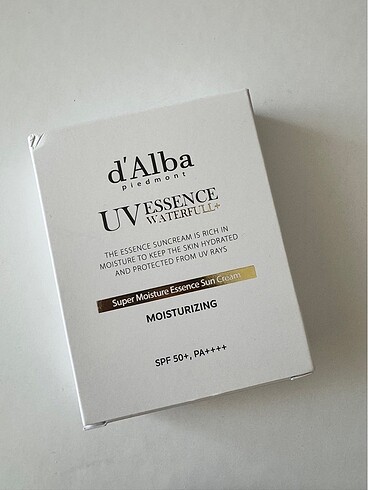 d'Alba
piedmont
UV ESSENCE
WATERFULL+
THE ESSENCE SUNCREAM IS RICH IN
MOISTURE TO KEEP THE SKIN HYDRATED
AND PROTECTED FROM UV RAYS
Super Moisture Essence Sun Cream
MOISTURIZING
SPF 50+, PA++++